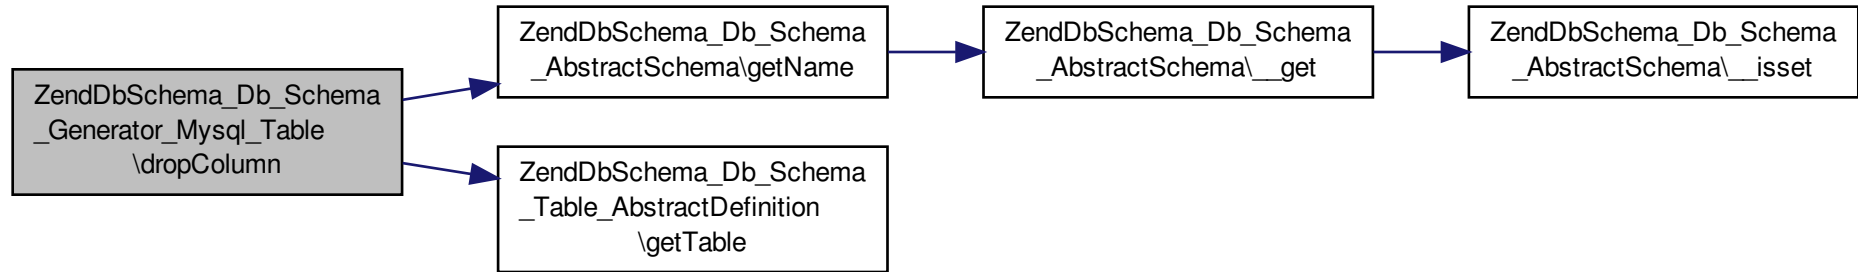 ZendDbSchema_Db_Schema
_Generator_Mysql_Table
\dropColumn
ZendDbSchema_Db_Schema
_AbstractSchema\getName
ZendDbSchema_Db_Schema
_AbstractSchema\__get
ZendDbSchema_Db_Schema
_AbstractSchema\__isset
ZendDbSchema_Db_Schema
_Table_AbstractDefinition
\getTable